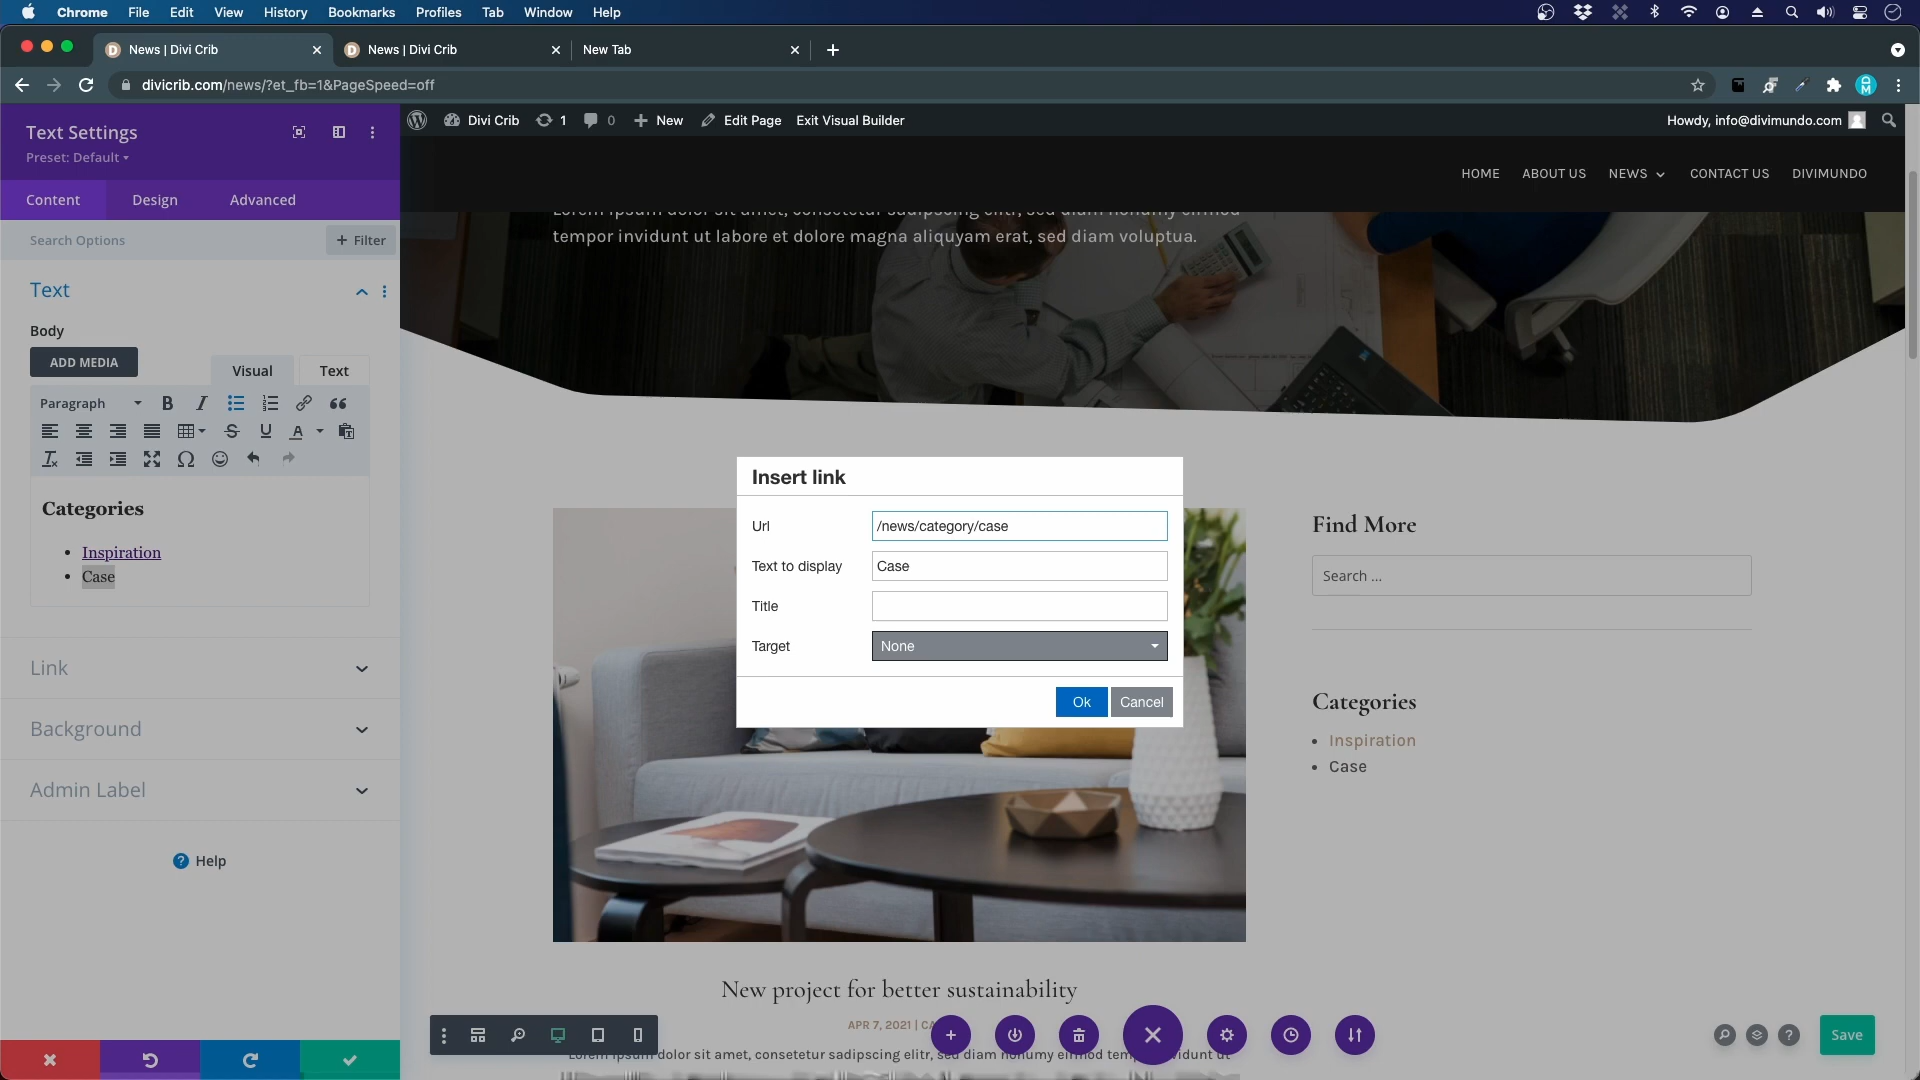 Chrome File Edit View History Bookmarks Profiles Tab Window Help
News | Divi Crib
News | Divi Crib
New Tab
divicrib.com/news/?et_fb=1&PageSpeed=off
Text Settings
Preset: Default
Content Design Advanced
Search Options
+ Filter
Text
Body
ADD MEDIA
Visual Text
Paragraph
Categories
Inspiration
Case
Link
Background
Admin Label
Help
Divi Crib 1 0 New Edit Page Exit Visual Builder
Howdy, info@divimundo.com
HOME ABOUT US NEWS CONTACT US DIVIMUNDO
Lorem ipsum dolor sit amet, consetetur sadipscing elitr, sed diam nonumy eirmod
tempor invidunt ut labore et dolore magna aliquyam erat, sed diam voluptua.
Insert link
Url /news/category/case
Text to display Case
Title
Target None
Ok Cancel
Find More
Search ...
Categories
Inspiration
Case
New project for better sustainability
APR 7, 2021 |
Lorem ipsum dolor sit amet, consetetur sadipscing elitr, sed diam nonumy eirmod
Save